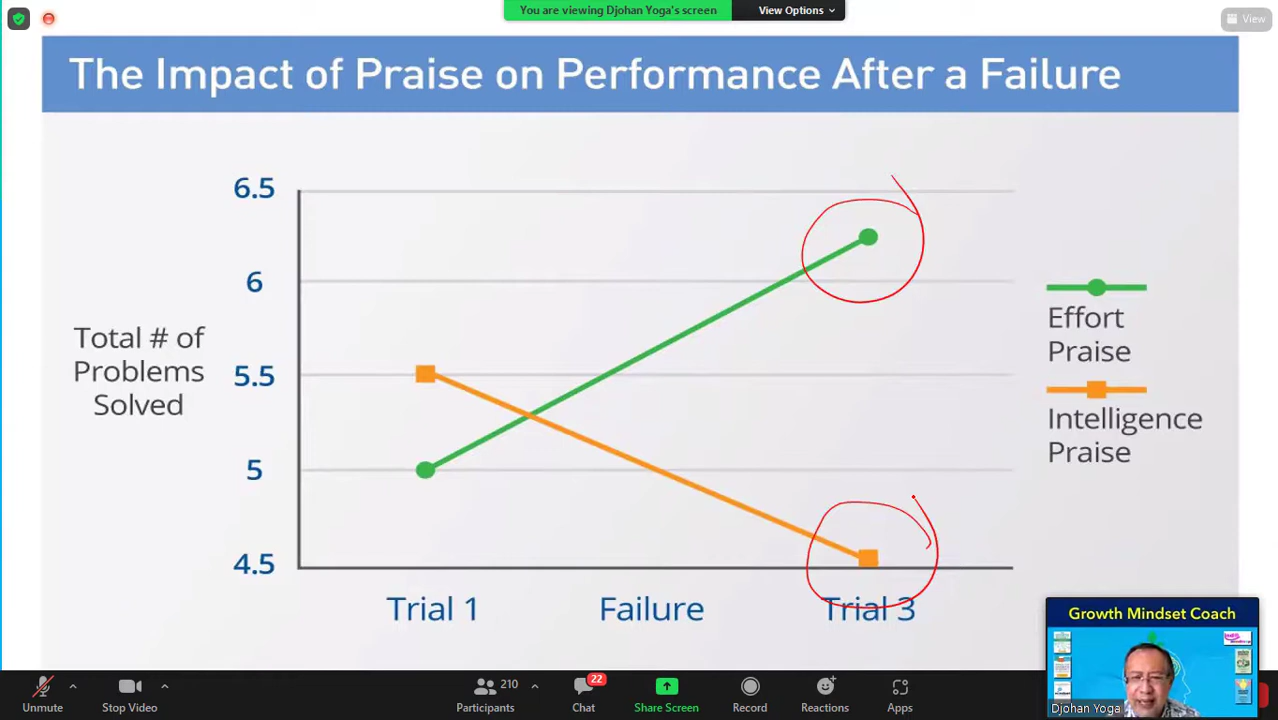 You are viewing Djohan Yoga's screen
View Options
View
The Impact of Praise on Performance After a Failure
6.5
6
5.5
5
4.5
Total # of
Problems
Solved
Effort
Praise
Intelligence
Praise
Trial 1
Failure
Trial 3
Growth Mindset Coach
Djohan Yoga
Unmute
Stop Video
210
Participants
22
Chat
Share Screen
Record
Reactions
Apps